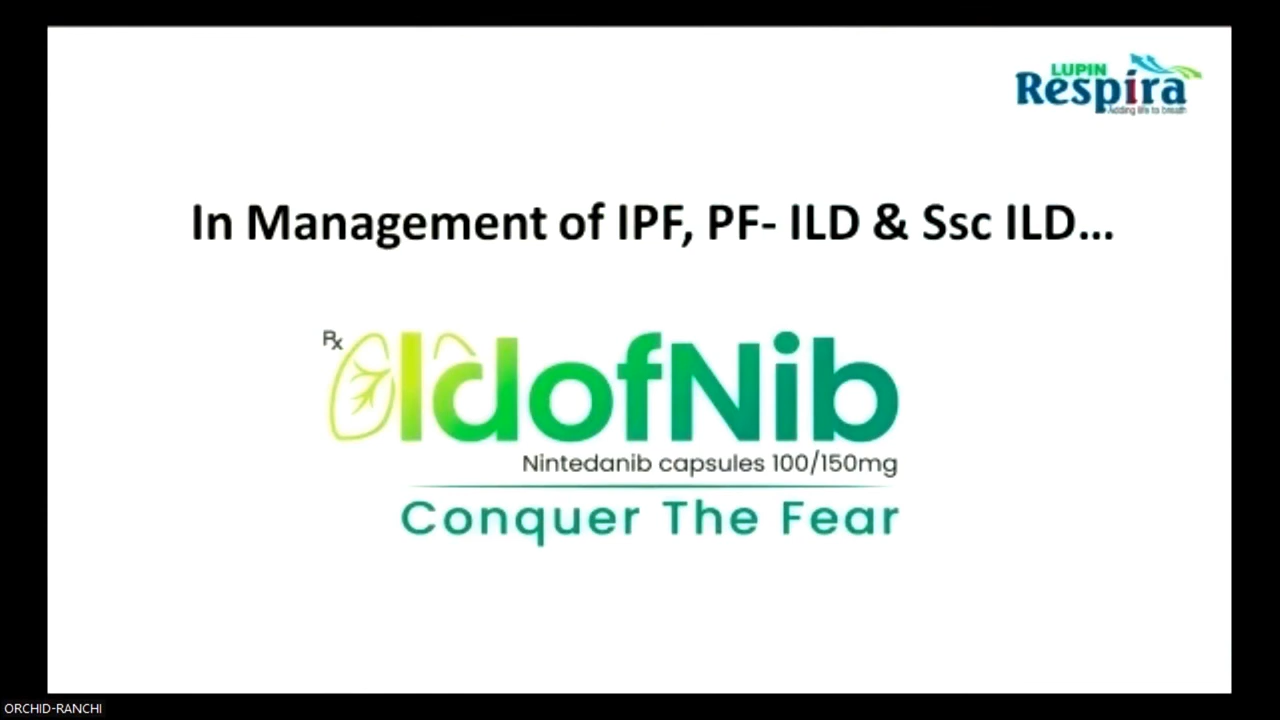 LUPIN
Respira
Adding life to breath
In Management of IPF, PF- ILD & Ssc ILD...
Rx
IldofNib
Nintedanib capsules 100/150mg
Conquer The Fear
ORCHID-RANCHI